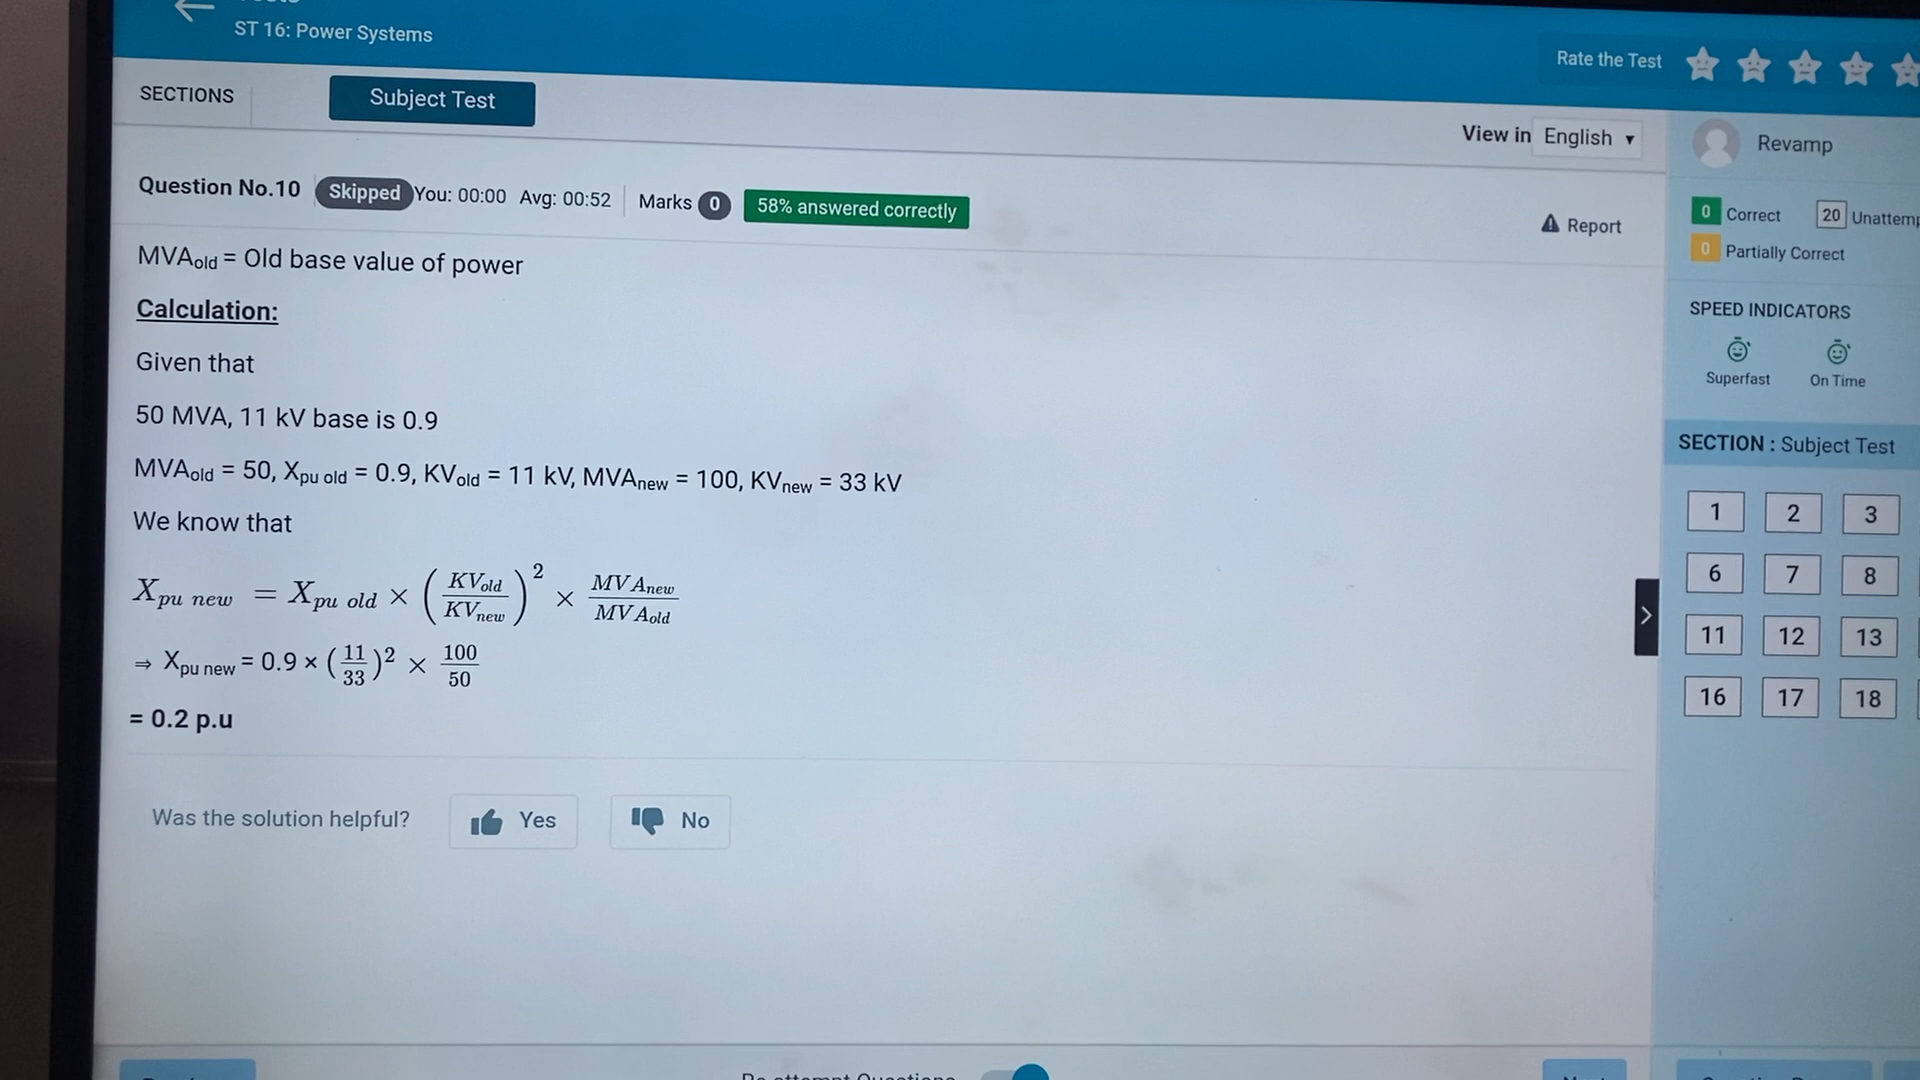 ST 16: Power Systems
Rate the Test
SECTIONS
Subject Test
View in English ▾
Revamp
Question No.10 Skipped You: 00:00 Avg: 00:52 Marks 0 58% answered correctly
Report
0 Correct 20
0 Partially Correct
MVAold = Old base value of power
Calculation:
Given that
50 MVA, 11 kV base is 0.9
MVAold = 50, Xpu old = 0.9, KVold = 11 kV, MVAnew = 100, KVnew = 33 kV
We know that
Xpu new = Xpu old × (KVold/KVnew)² × MVAnew/MVAold
⇒ Xpu new = 0.9 × (11/33)² × 100/50
= 0.2 p.u
Was the solution helpful? Yes No
SPEED INDICATORS
Superfast On Time
SECTION : Subject Test
1 2 3
6 7 8
11 12 13
16 17 18